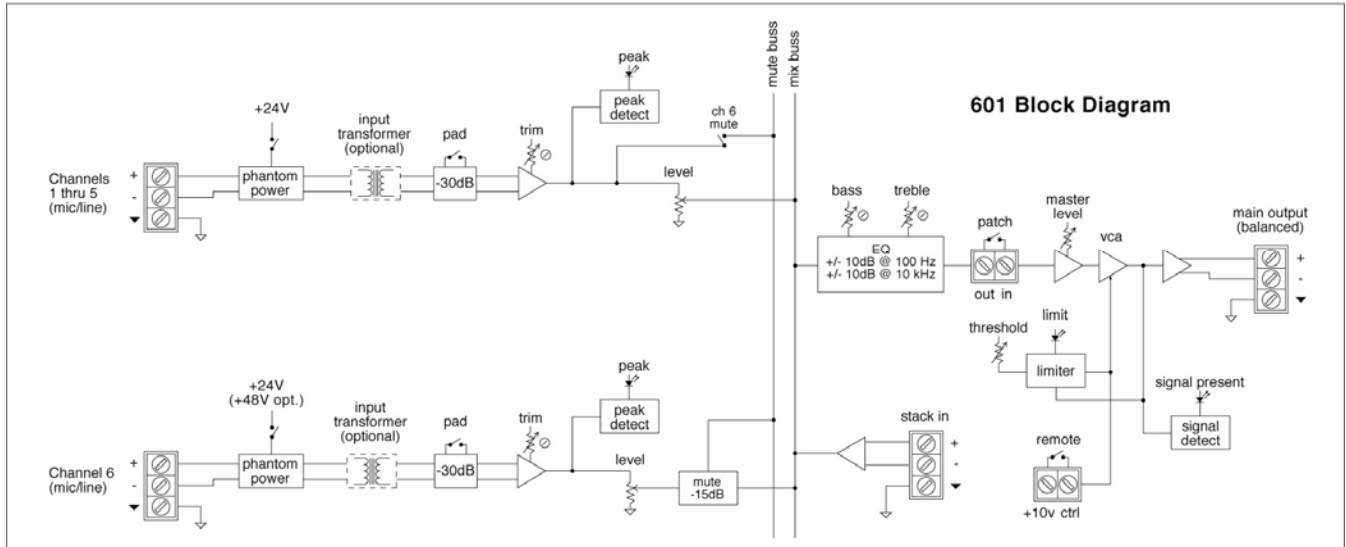 601 Block Diagram
mute buss
mix buss
peak
peak
detect
+24V
input
transformer
(optional)
pad
trim
ch 6
mute
Channels
1 thru 5
(mic/line)
+
-
phantom
power
-30dB
level
bass
treble
EQ
+/- 10dB @ 100 Hz
+/- 10dB @ 10 kHz
patch
out in
master
level
vca
main output
(balanced)
+
-
threshold
limit
limiter
signal present
signal
detect
remote
+10v ctrl
stack in
+
-
peak
peak
detect
+24V
(+48V opt.)
input
transformer
(optional)
pad
trim
Channel 6
(mic/line)
+
-
phantom
power
-30dB
level
mute
-15dB